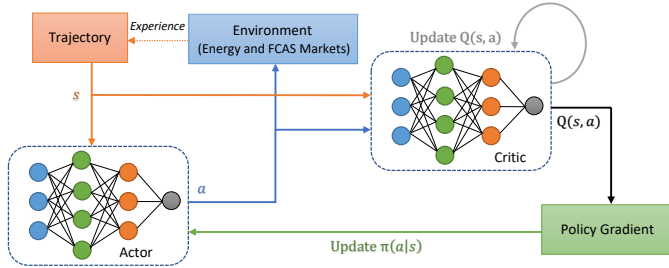 Trajectory
Experience
Environment
(Energy and FCAS Markets)
Update Q(s, a)
s
Q(s, a)
Critic
a
Actor
Update π(a|s)
Policy Gradient